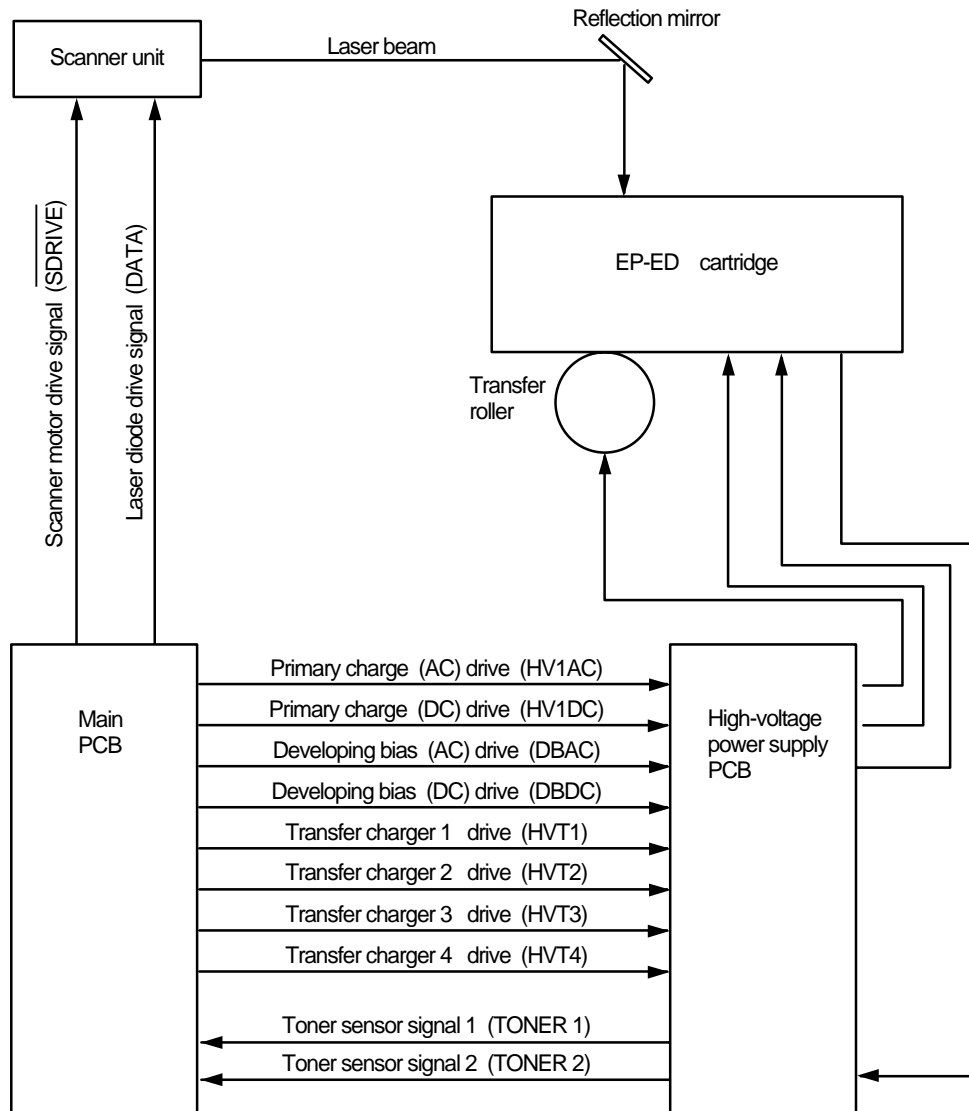 Reflection mirror
Scanner unit
Laser beam
Scanner motor drive signal (SDRIVE)
Laser diode drive signal (DATA)
EP-ED cartridge
Transfer
roller
Main
PCB
Primary charge (AC) drive (HV1AC)
Primary charge (DC) drive (HV1DC)
Developing bias (AC) drive (DBAC)
Developing bias (DC) drive (DBDC)
Transfer charger 1 drive (HVT1)
Transfer charger 2 drive (HVT2)
Transfer charger 3 drive (HVT3)
Transfer charger 4 drive (HVT4)
Toner sensor signal 1 (TONER 1)
Toner sensor signal 2 (TONER 2)
High-voltage
power supply
PCB